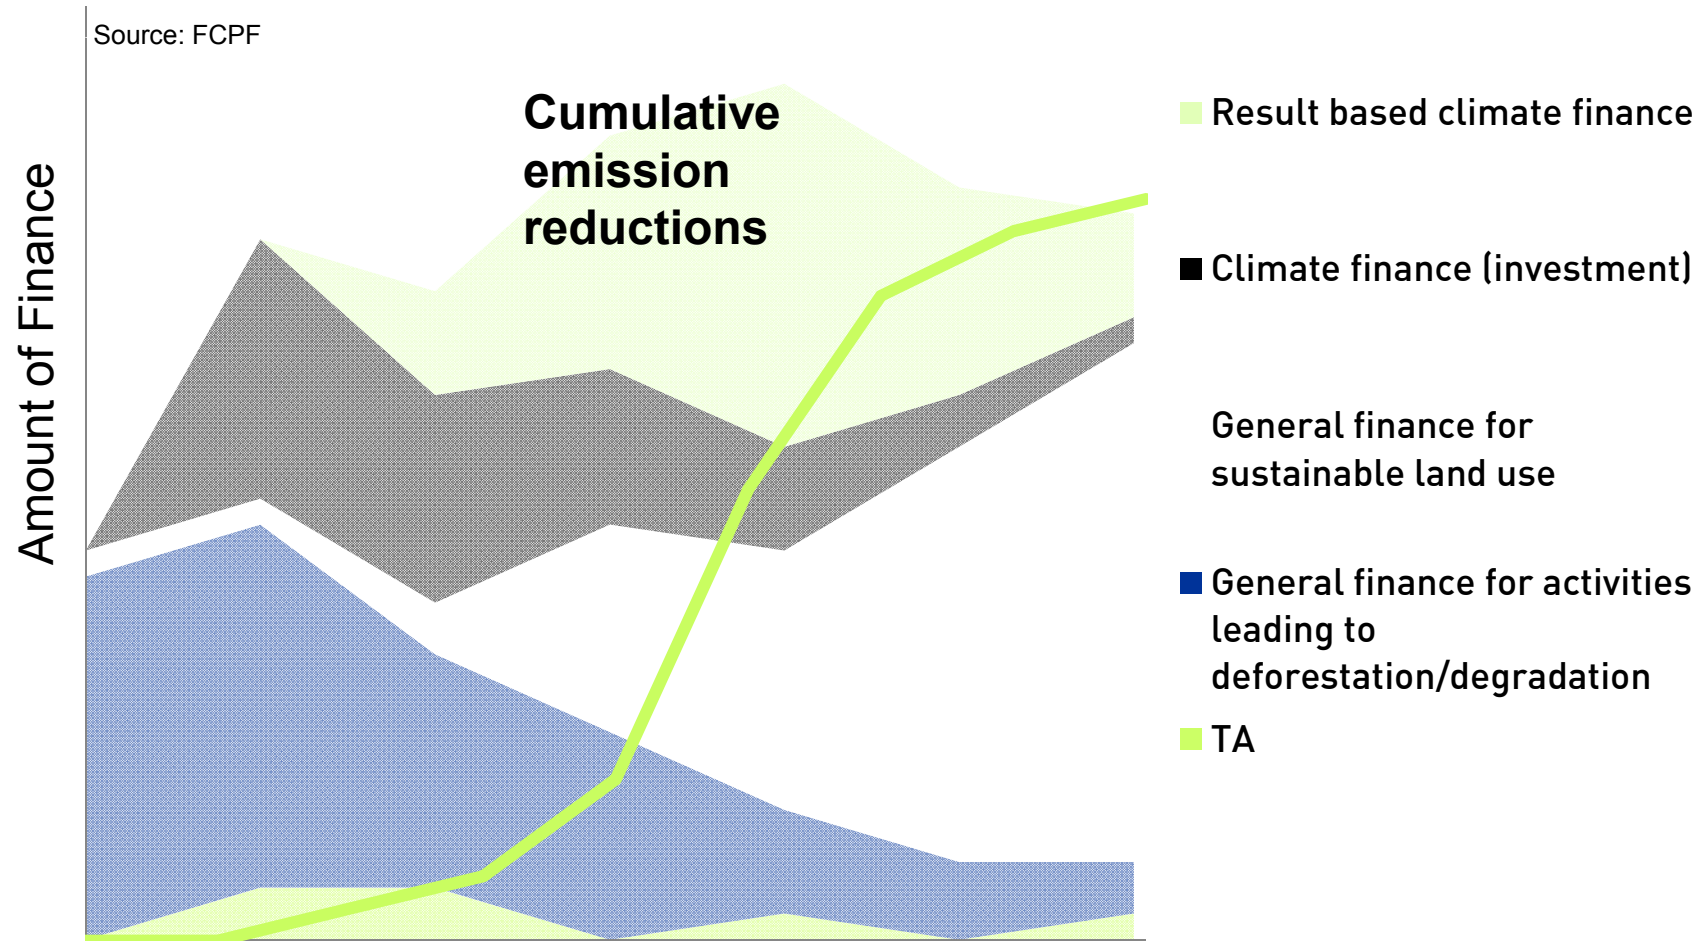 Source: FCPF
Cumulative
emission
reductions
Amount of Finance
Result based climate finance
Climate finance (investment)
General finance for
sustainable land use
General finance for activities
leading to
deforestation/degradation
TA